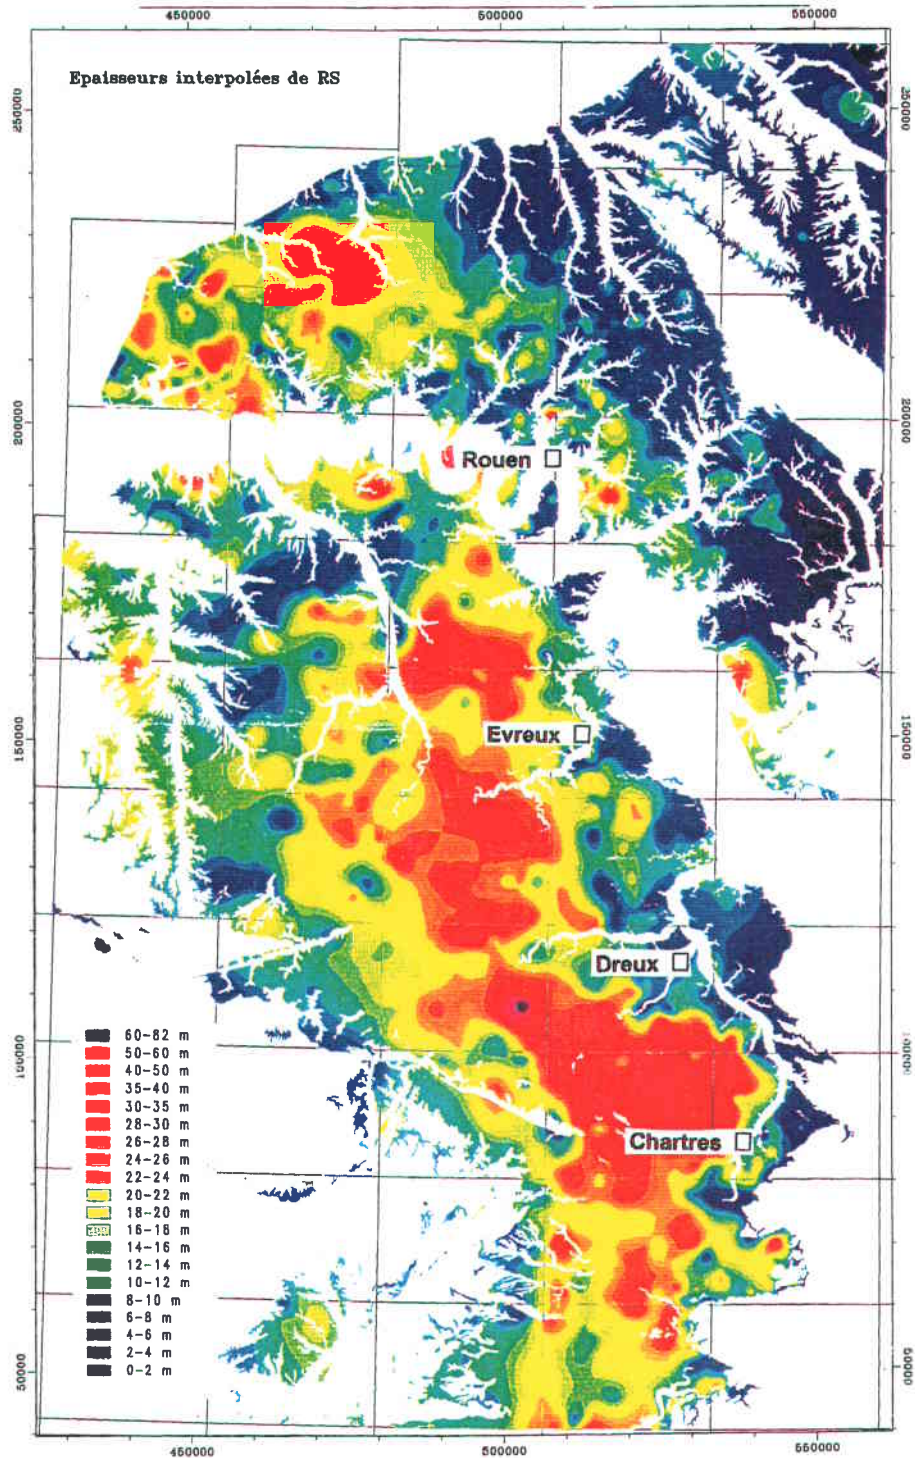 450000 500000 550000
Epaisseurs interpolées de RS
250000
250000
200000
200000
Rouen
150000
150000
Evreux
Dreux
100000
Chartres
60-82 m
50-60 m
40-50 m
35-40 m
30-35 m
28-30 m
26-28 m
24-26 m
22-24 m
20-22 m
18-20 m
16-18 m
14-16 m
12-14 m
10-12 m
8-10 m
6-8 m
4-6 m
2-4 m
0-2 m
50000
50000
450000 500000 550000